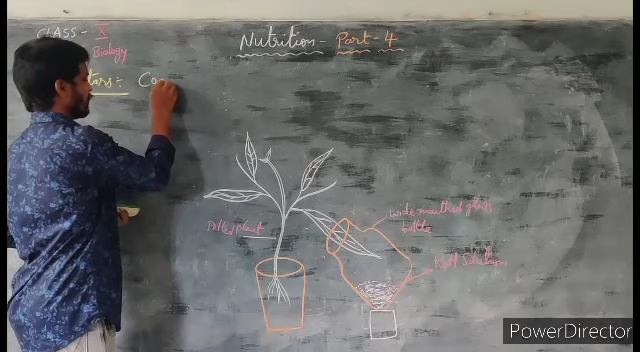 CLASS - X
Biology
Nutrition - Part - 4
tors :- Co
Potted plant
wide mouthed glass
bottle
KOH Solution
PowerDirector